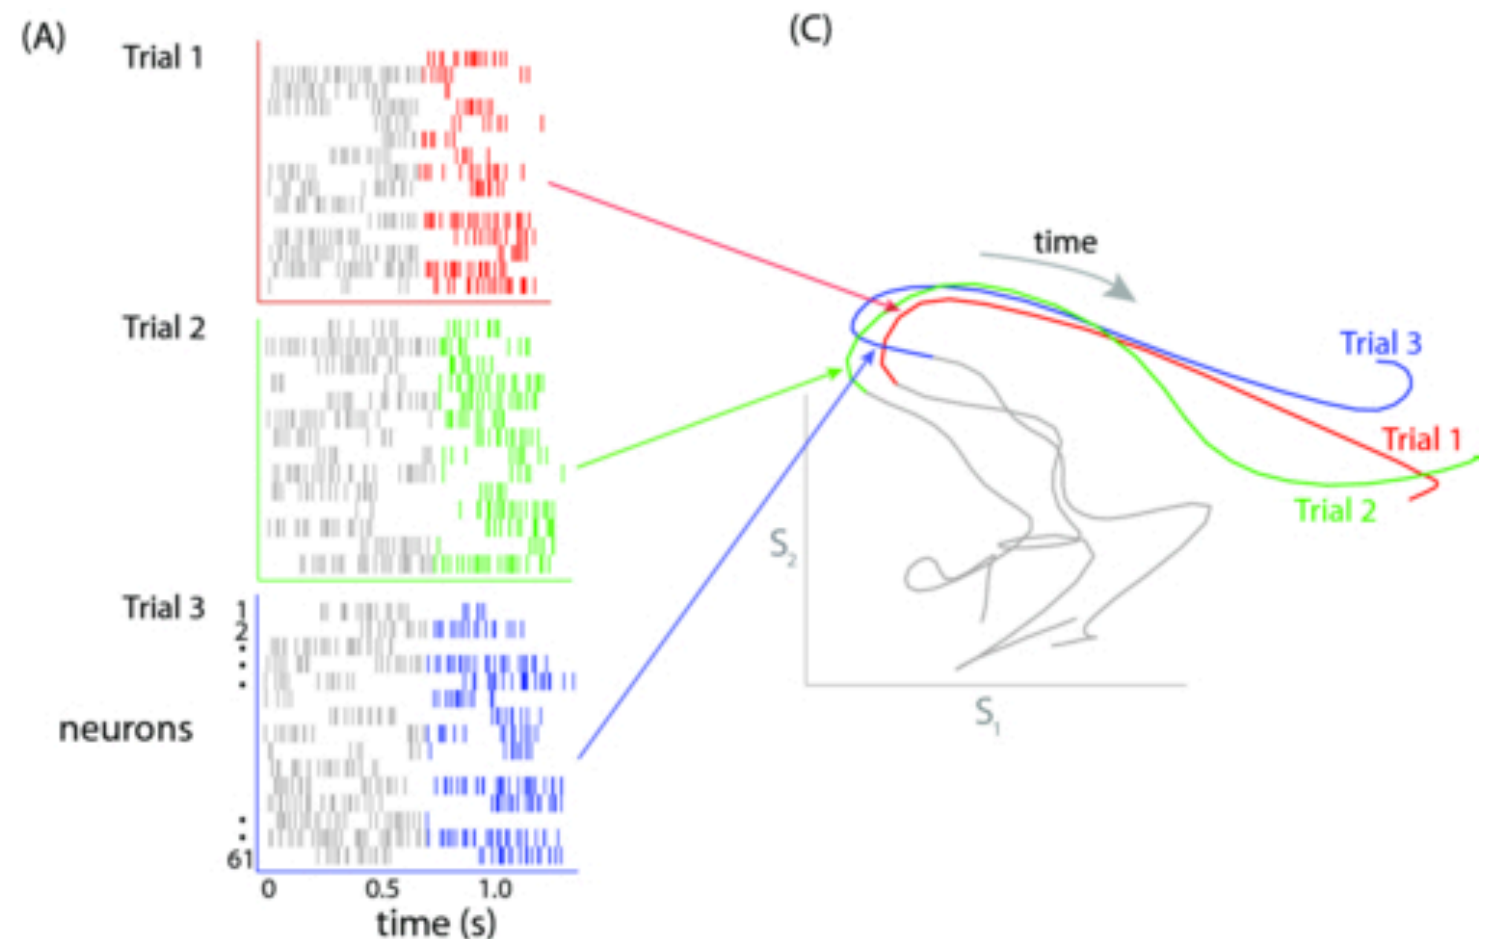 (A)
Trial 1
Trial 2
Trial 3
1
2
neurons
61
0 0.5 1.0
time (s)
(C)
time
Trial 3
Trial 1
Trial 2
S2
S1